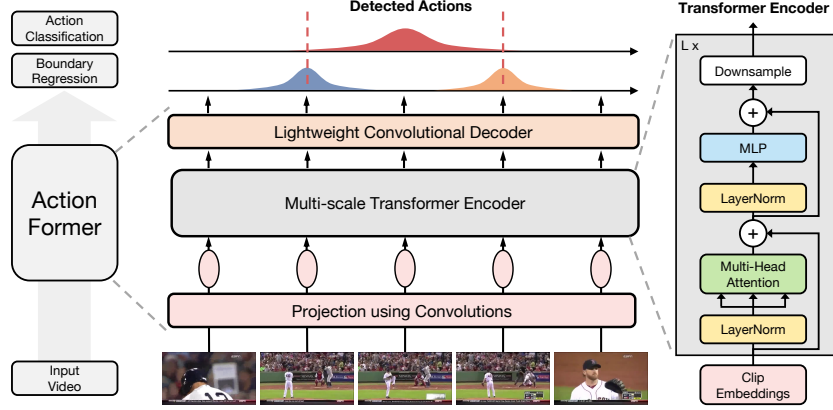 Action
Classification
Boundary
Regression
Action
Former
Input
Video
Detected Actions
Lightweight Convolutional Decoder
Multi-scale Transformer Encoder
Projection using Convolutions
12
Transformer Encoder
L x
Downsample
+
MLP
LayerNorm
+
Multi-Head
Attention
LayerNorm
Clip
Embeddings